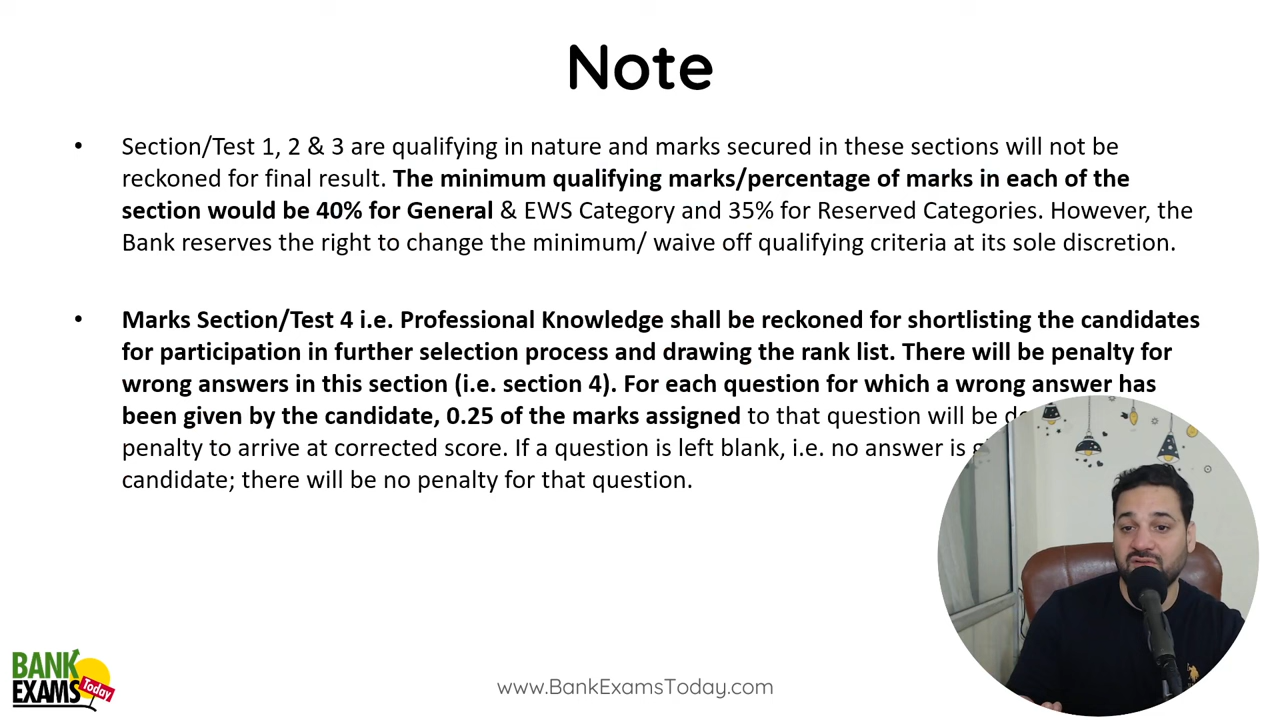 Note
• Section/Test 1, 2 & 3 are qualifying in nature and marks secured in these sections will not be
reckoned for final result. The minimum qualifying marks/percentage of marks in each of the
section would be 40% for General & EWS Category and 35% for Reserved Categories. However, the
Bank reserves the right to change the minimum/ waive off qualifying criteria at its sole discretion.
• Marks Section/Test 4 i.e. Professional Knowledge shall be reckoned for shortlisting the candidates
for participation in further selection process and drawing the rank list. There will be penalty for
wrong answers in this section (i.e. section 4). For each question for which a wrong answer has
been given by the candidate, 0.25 of the marks assigned to that question will be
penalty to arrive at corrected score. If a question is left blank, i.e. no answer is
candidate; there will be no penalty for that question.
BANK
EXAMS
Today
www.BankExamsToday.com